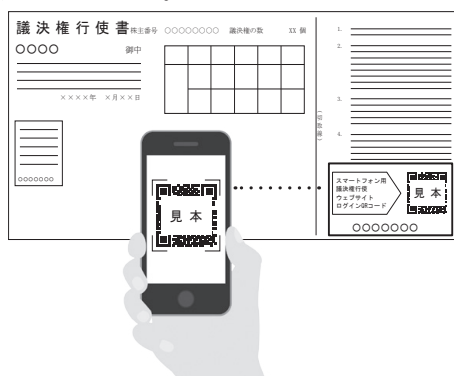 議決権行使書 株主番号 ○○○○○○○○ 議決権の数 XX 個
○○○○ 御中
××××年 ×月××日
○○○○○○○
1.
2.
3.
4.
スマートフォン用
議決権行使
ウェブサイト
ログインQRコード
見本
○○○○○○○
見本